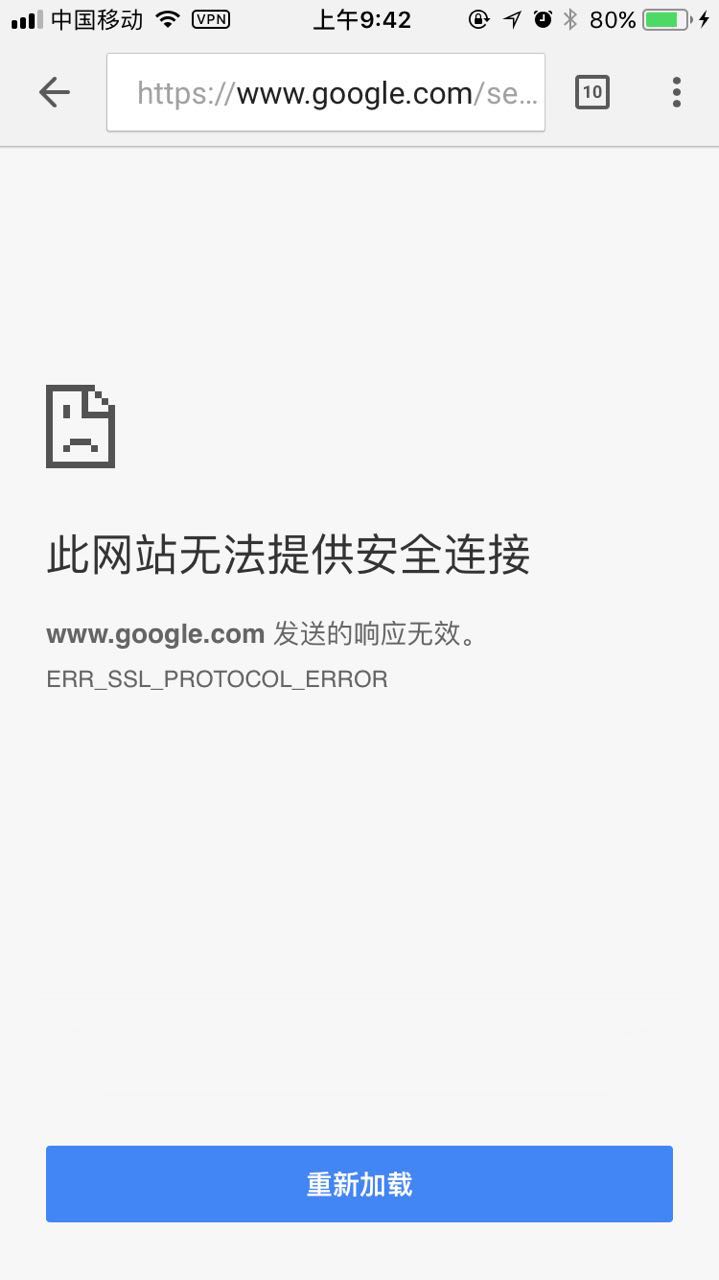 中国移动 VPN 上午9:42 80%
https://www.google.com/se... 10
此网站无法提供安全连接
www.google.com 发送的响应无效。
ERR_SSL_PROTOCOL_ERROR
重新加载